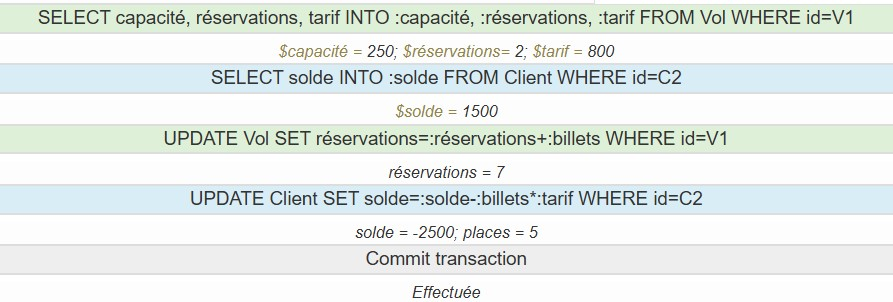 SELECT capacité, réservations, tarif INTO :capacité, :réservations, :tarif FROM Vol WHERE id=V1
$capacité = 250; $réservations= 2; $tarif = 800
SELECT solde INTO :solde FROM Client WHERE id=C2
$solde = 1500
UPDATE Vol SET réservations=:réservations+:billets WHERE id=V1
réservations = 7
UPDATE Client SET solde=:solde-:billets*:tarif WHERE id=C2
solde = -2500; places = 5
Commit transaction
Effectuée